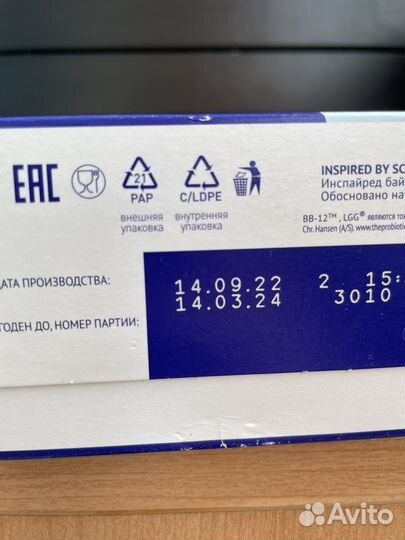 INSPIRED BY SC
Инспайред бай
Обосновано на
EAC
21
PAP
C/LDPE
внешняя
упаковка
внутренняя
упаковка
BB-12™, LGG® являются то
Chr. Hansen (A/S). www.theprobiotic
ДАТА ПРОИЗВОДСТВА:
14.09.22 2 15:
14.03.24 3010
ГОДЕН ДО, НОМЕР ПАРТИИ:
Avito